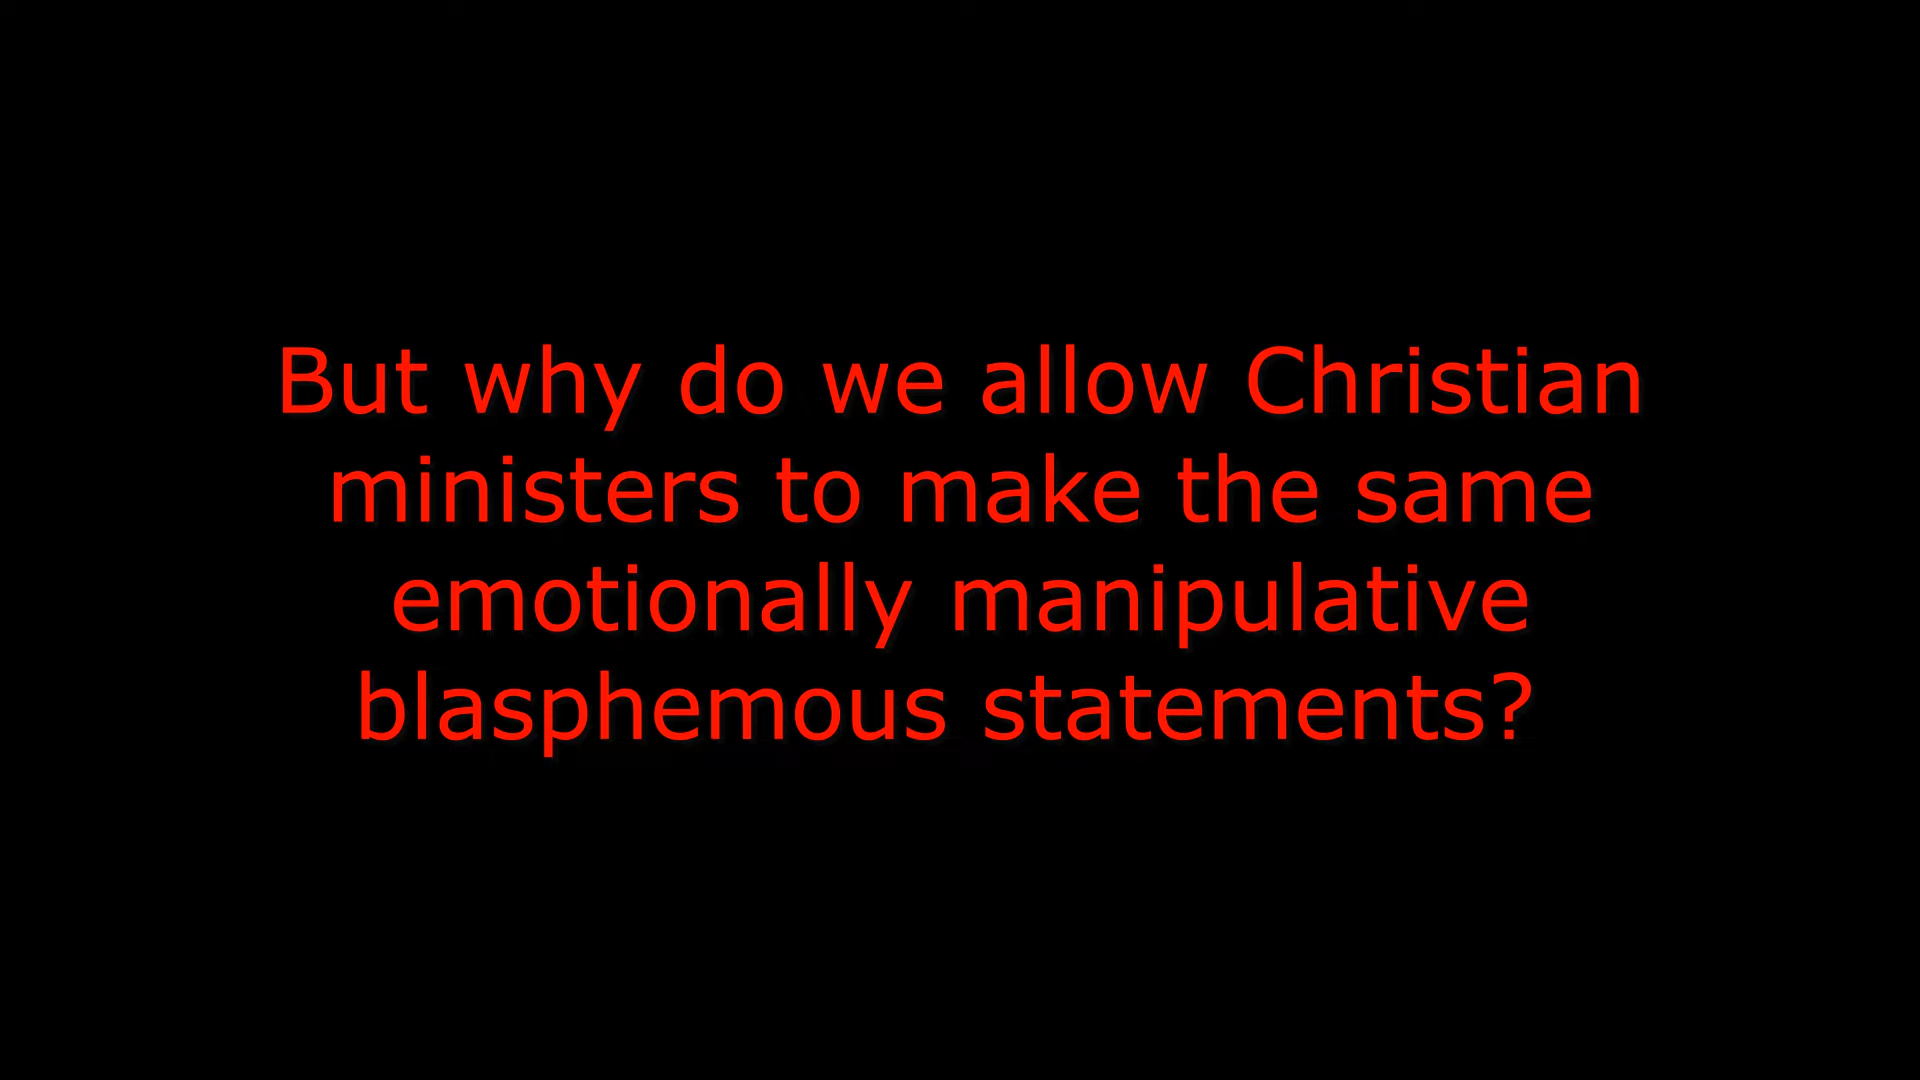 But why do we allow Christian
ministers to make the same
emotionally manipulative
blasphemous statements?